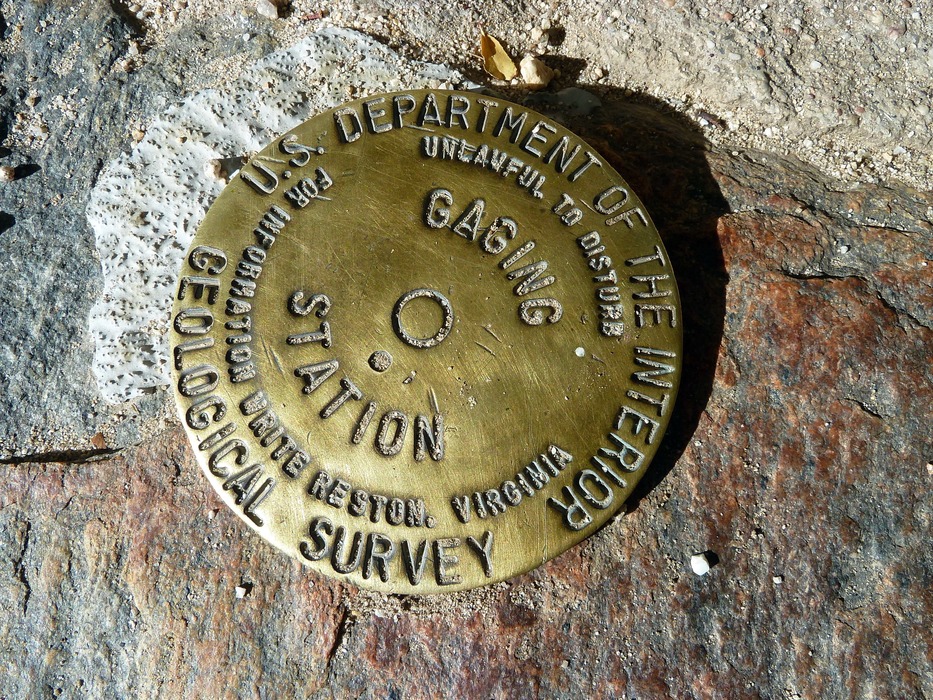 U.S. DEPARTMENT OF THE INTERIOR
GEOLOGICAL SURVEY
UNLAWFUL TO DISTURB
FOR INFORMATION WRITE RESTON. VIRGINIA
GAGING
STATION